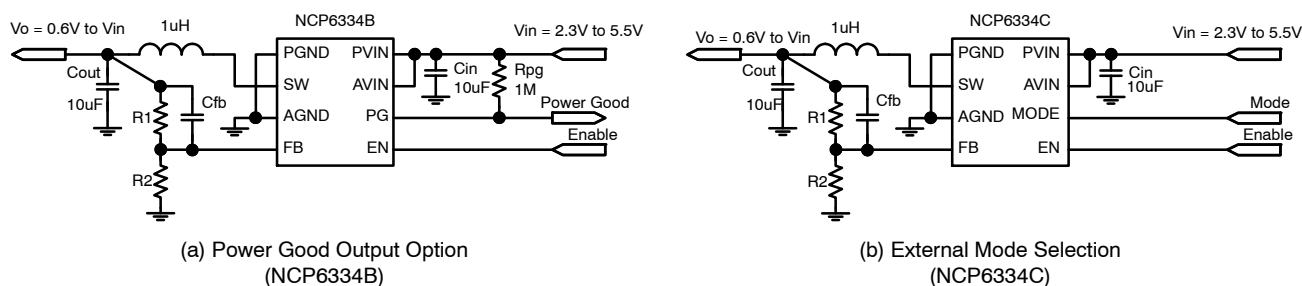 NCP6334B
Vo = 0.6V to Vin
1uH
Vin = 2.3V to 5.5V
PGND
PVIN
Cout
10uF
SW
AVIN
Cin
10uF
Rpg
1M
Cfb
R1
AGND
PG
Power Good
FB
EN
Enable
R2
(a) Power Good Output Option
(NCP6334B)
NCP6334C
Vo = 0.6V to Vin
1uH
Vin = 2.3V to 5.5V
PGND
PVIN
Cout
10uF
SW
AVIN
Cin
10uF
Cfb
R1
AGND
MODE
Mode
FB
EN
Enable
R2
(b) External Mode Selection
(NCP6334C)